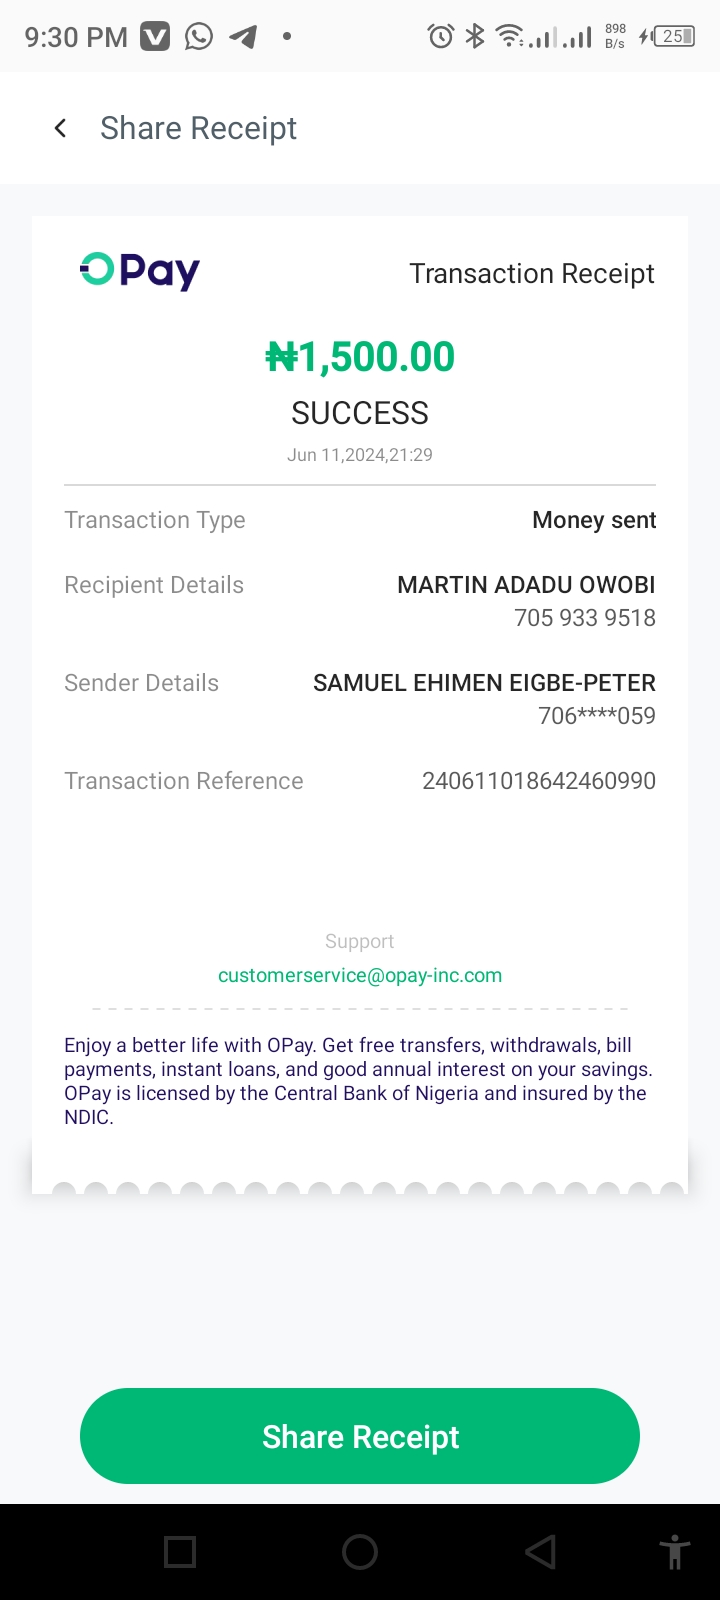 9:30 PM
898
B/s
25
Share Receipt
OPay
Transaction Receipt
₦1,500.00
SUCCESS
Jun 11,2024,21:29
Transaction Type
Money sent
Recipient Details
MARTIN ADADU OWOBI
705 933 9518
Sender Details
SAMUEL EHIMEN EIGBE-PETER
706****059
Transaction Reference
240611018642460990
Support
customerservice@opay-inc.com
Enjoy a better life with OPay. Get free transfers, withdrawals, bill
payments, instant loans, and good annual interest on your savings.
OPay is licensed by the Central Bank of Nigeria and insured by the
NDIC.
Share Receipt